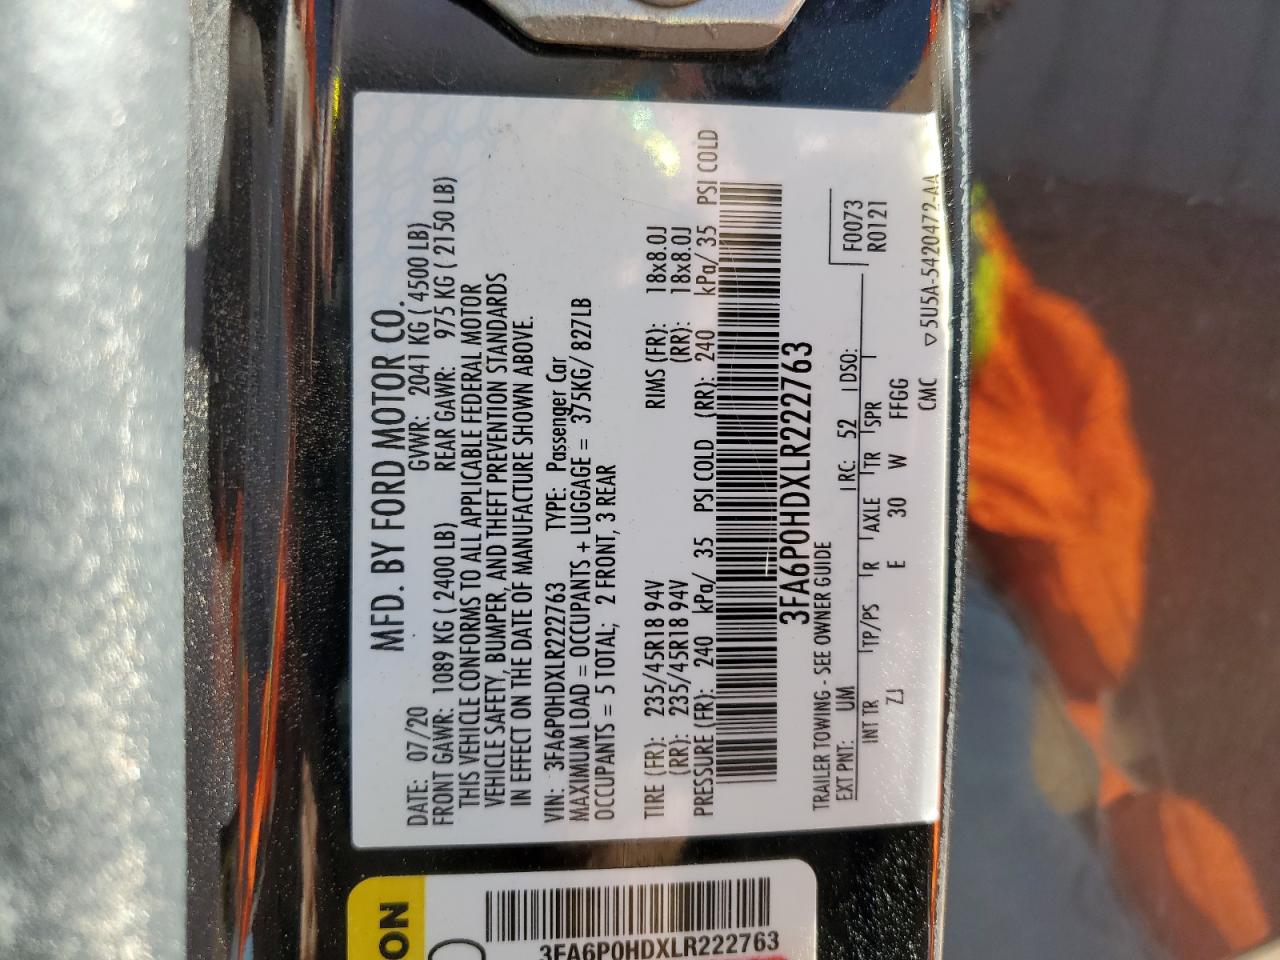 MFD. BY FORD MOTOR CO.
DATE: 07/20 GVWR: 2041 KG ( 4500 LB)
FRONT GAWR: 1089 KG ( 2400 LB) REAR GAWR: 975 KG ( 2150 LB)
THIS VEHICLE CONFORMS TO ALL APPLICABLE FEDERAL MOTOR
VEHICLE SAFETY, BUMPER, AND THEFT PREVENTION STANDARDS
IN EFFECT ON THE DATE OF MANUFACTURE SHOWN ABOVE.
VIN: 3FA6P0HDXLR222763 TYPE: Passenger Car
MAXIMUM LOAD = OCCUPANTS + LUGGAGE = 375KG/ 827LB
OCCUPANTS = 5 TOTAL; 2 FRONT, 3 REAR
TIRE (FR): 235/45R18 94V RIMS (FR): 18x8.0J
(RR): 235/45R18 94V (RR): 18x8.0J
PRESSURE (FR): 240 kPa/ 35 PSI COLD (RR): 240 kPa/ 35 PSI COLD
3FA6P0HDXLR222763
TRAILER TOWING - SEE OWNER GUIDE
EXT PNT: UM RC: 52 DSO: F0073
INT TR TP/PS R AXLE TR SPR R0121
ZJ E 30 W FFGG
CMC ▽ 5U5A-5420472-AA
ON
3FA6P0HDXLR222763